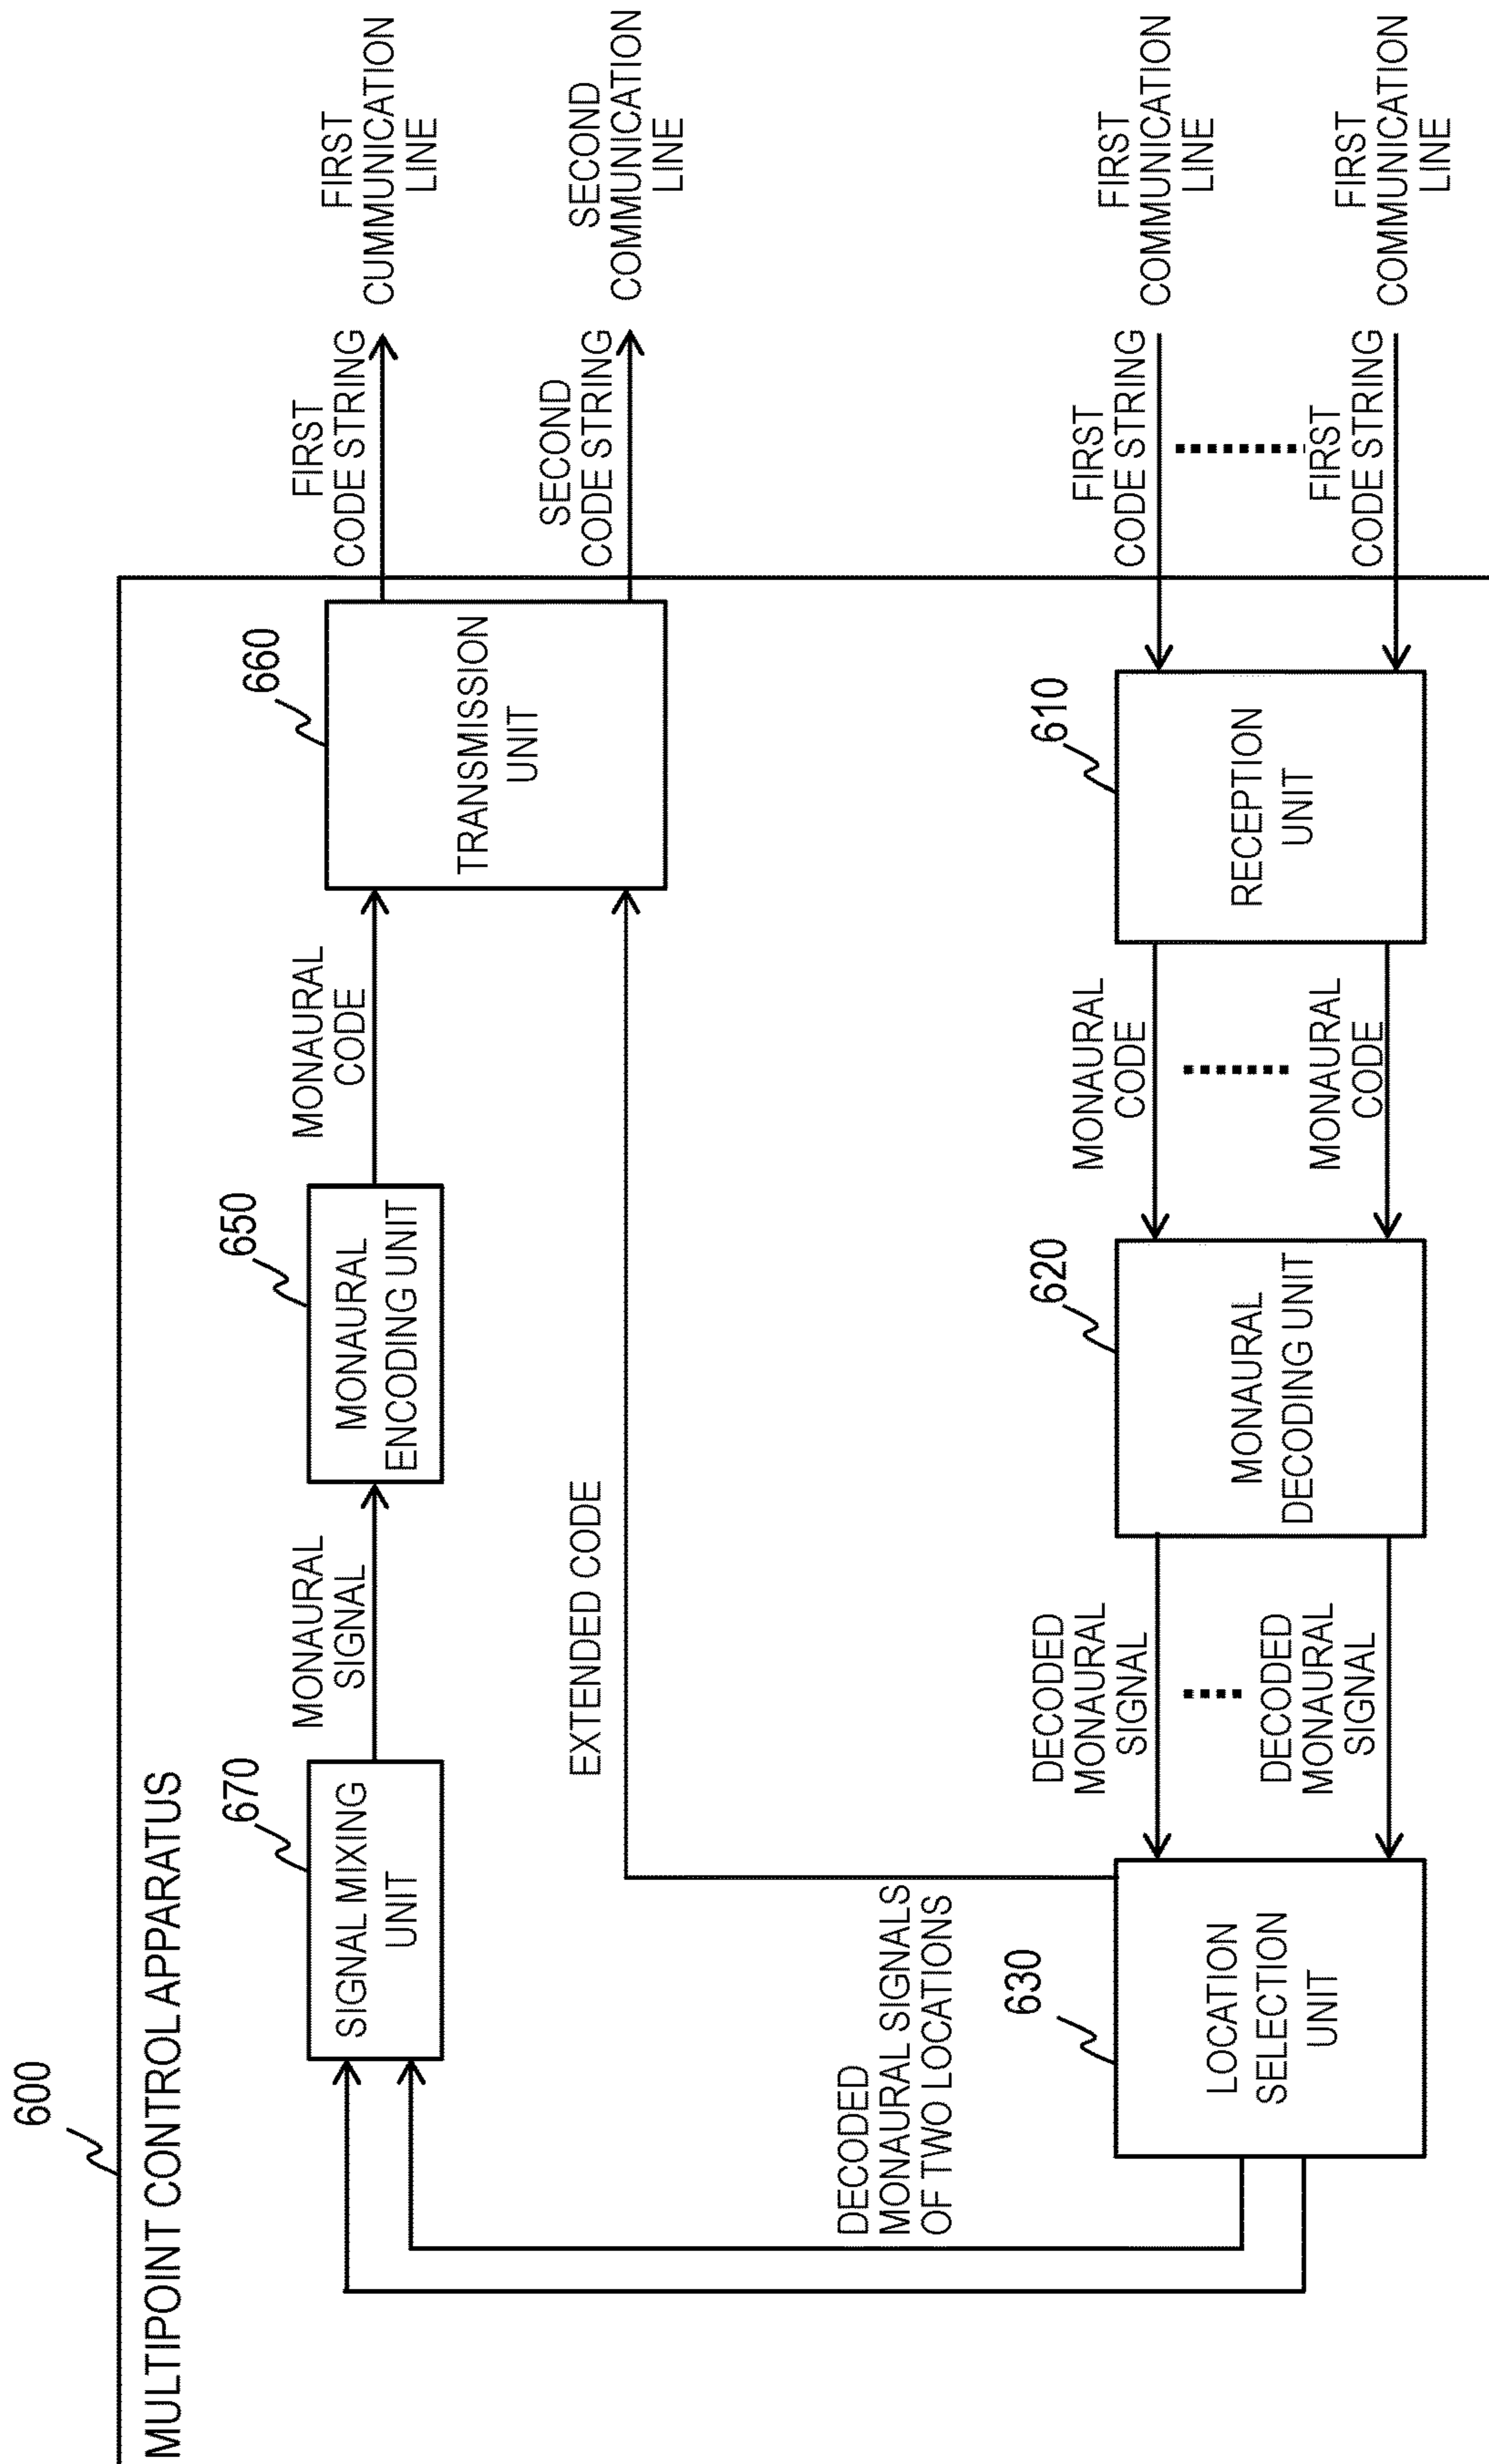 600
MULTIPOINT CONTROL APPARATUS
670
SIGNAL MIXING
UNIT
MONAURAL
SIGNAL
650
MONAURAL
ENCODING UNIT
MONAURAL
CODE
660
TRANSMISSION
UNIT
FIRST
CODE STRING
FIRST
CUMMUNICATION
LINE
SECOND
CODE STRING
SECOND
COMMUNICATION
LINE
EXTENDED CODE
DECODED
MONAURAL SIGNALS
OF TWO LOCATIONS
630
LOCATION
SELECTION
UNIT
DECODED
MONAURAL
SIGNAL
DECODED
MONAURAL
SIGNAL
620
MONAURAL
DECODING UNIT
MONAURAL
CODE
MONAURAL
CODE
610
RECEPTION
UNIT
FIRST
CODE STRING
FIRST
COMMUNICATION
LINE
FIRST
CODE STRING
FIRST
COMMUNICATION
LINE